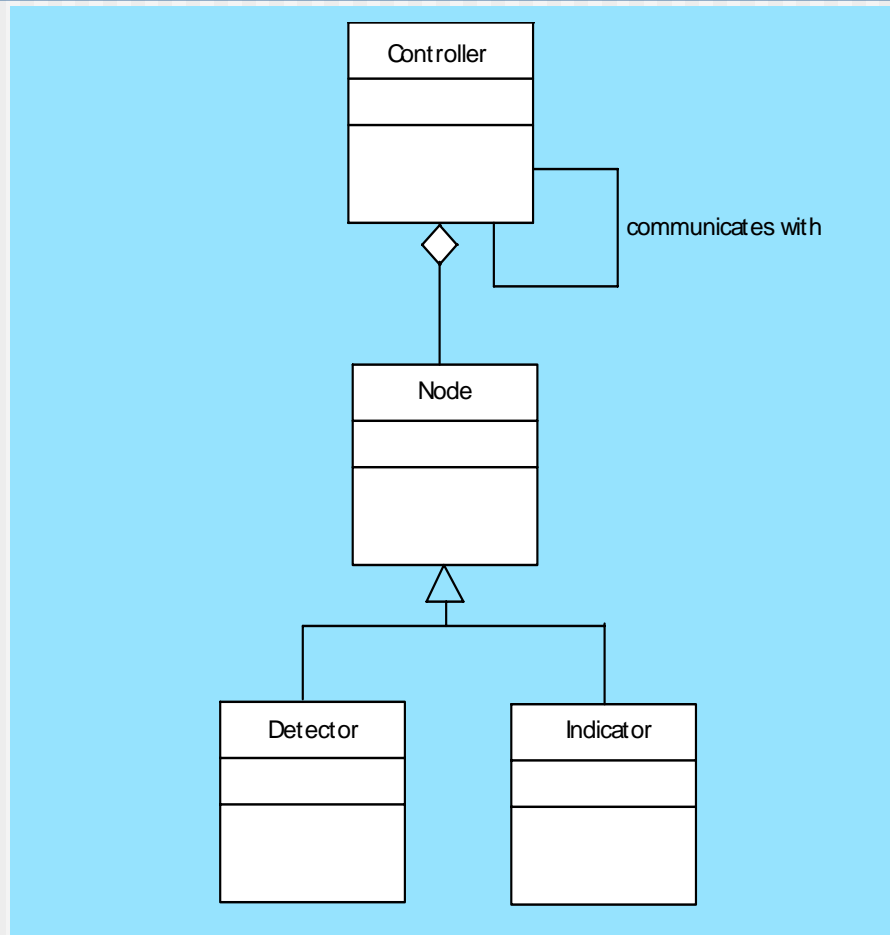 Controller
communicates with
Node
Detector
Indicator